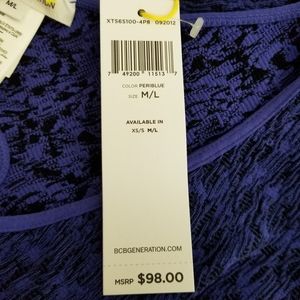 M/L
XTS65100-4P8 092012
7 49200 11513 7
COLOR PERIBLUE
SIZE M/L
AVAILABLE IN
XS/S M/L
BCBGENERATION.COM
MSRP $98.00